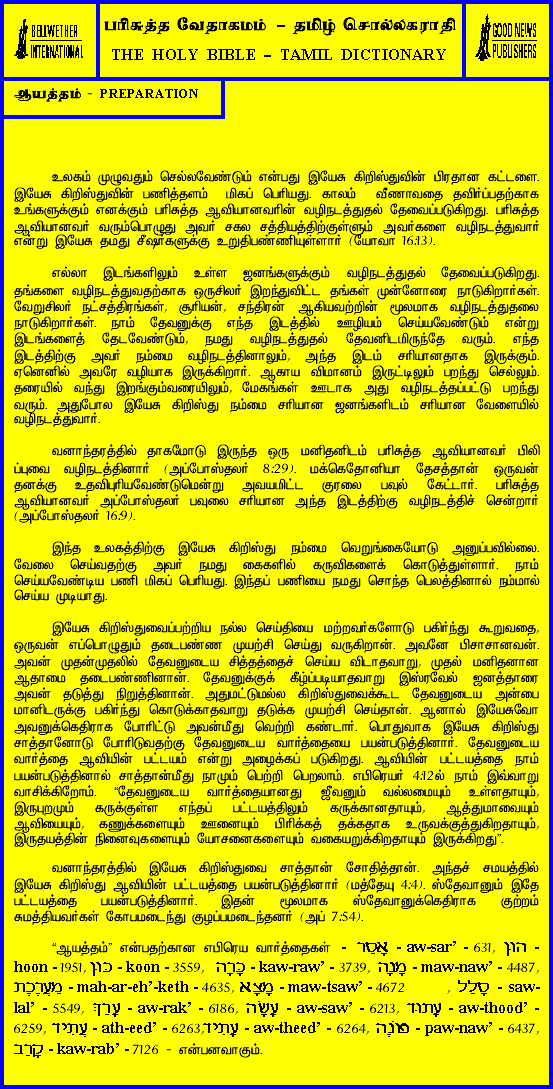 BELLWETHER
INTERNATIONAL
பரிசுத்த வேதாகமம் – தமிழ் சொல்லகராதி
THE HOLY BIBLE – TAMIL DICTIONARY
GOOD NEWS
PUBLISHERS
ஆயத்தம் - PREPARATION
உலகம் முழுவதும் செல்லவேண்டும் என்பது இயேசு கிறிஸ்துவின் பிரதான கட்டளை.
இயேசு கிறிஸ்துவின் பணித்தளம் மிகப் பெரியது. காலம் வீணாவதை தவிர்ப்பதற்காக
உங்களுக்கும் எனக்கும் பரிசுத்த ஆவியானவரின் வழிநடத்துதல் தேவைப்படுகிறது. பரிசுத்த
ஆவியானவர் வரும்பொழுது அவர் சகல சத்தியத்திற்குள்ளும் அவர்களை வழிநடத்துவார்
என்று இயேசு தமது சீஷர்களுக்கு உறுதிபண்ணியுள்ளார் (யோவா 16:13).
எல்லா இடங்களிலும் உள்ள ஜனங்களுக்கும் வழிநடத்துதல் தேவைப்படுகிறது.
தங்களை வழிநடத்துவதற்காக ஒருசிலர் இறந்துவிட்ட தங்கள் முன்னோரை நாடுகிறார்கள்.
வேறுசிலர் நட்சத்திரங்கள், சூரியன், சந்திரன் ஆகியவற்றின் மூலமாக வழிநடத்துதலை
நாடுகிறார்கள். நாம் தேவனுக்கு எந்த இடத்தில் ஊழியம் செய்யவேண்டும் என்று
இடங்களைத் தேடவேண்டும், நமது வழிநடத்துதல் தேவனிடமிருந்தே வரும். எந்த
இடத்திற்கு அவர் நம்மை வழிநடத்தினாலும், அந்த இடம் சரியானதாக இருக்கும்.
ஏனெனில் அவரே வழியாக இருக்கிறார். ஆகாய விமானம் இருட்டிலும் பறந்து செல்லும்.
தரையில் வந்து இறங்கும்வரையிலும், மேகங்கள் ஊடாக அது வழிநடத்தப்பட்டு பறந்து
வரும். அதுபோல இயேசு கிறிஸ்து நம்மை சரியான ஜனங்களிடம் சரியான வேளையில்
வழிநடத்துவார்.
வனாந்தரத்தில் தாகமோடு இருந்த ஒரு மனிதனிடம் பரிசுத்த ஆவியானவர் பிலி
ப்புவை வழிநடத்தினார் (அப்போஸ்தலர் 8:29). மக்கெதோனியா தேசத்தான் ஒருவன்
தனக்கு உதவிபுரியவேண்டுமென்று அவயமிட்ட குரலை பவுல் கேட்டார். பரிசுத்த
ஆவியானவர் அப்போஸ்தலர் பவுலை சரியான அந்த இடத்திற்கு வழிநடத்திச் சென்றார்
(அப்போஸ்தலர் 16:9).
இந்த உலகத்திற்கு இயேசு கிறிஸ்து நம்மை வெறுங்கையோடு அனுப்பவில்லை.
வேலை செய்வதற்கு அவர் நமது கைகளில் கருவிகளைக் கொடுத்துள்ளார். நாம்
செய்யவேண்டிய பணி மிகப் பெரியது. இந்தப் பணியை நமது சொந்த பெலத்தினால் நம்மால்
செய்ய முடியாது.
இயேசு கிறிஸ்துவைப்பற்றிய நல்ல செய்தியை மற்றவர்களோடு பகிர்ந்து கூறுவதை,
ஒருவன் எப்பொழுதும் தடைபண்ண முயற்சி செய்து வருகிறான். அவனே பிசாசானவன்.
அவன் முதன்முதலில் தேவனுடைய சித்தத்தைச் செய்ய விடாதவாறு, முதல் மனிதனான
ஆதாமை தடைபண்ணினான். தேவனுக்குக் கீழ்ப்படியாதவாறு இஸ்ரவேல் ஜனத்தாரை
அவன் தடுத்து நிறுத்தினான். அதுமட்டுமல்ல கிறிஸ்துவைக்கூட தேவனுடைய அன்பை
மானிடருக்கு பகிர்ந்து கொடுக்காதவாறு தடுக்க முயற்சி செய்தான். ஆனால் இயேசுவோ
அவனுக்கெதிராக போரிட்டு அவன்மீது வெற்றி கண்டார். பொதுவாக இயேசு கிறிஸ்து
சாத்தானோடு போரிடுவதற்கு தேவனுடைய வார்த்தையை பயன்படுத்தினார். தேவனுடைய
வார்த்தை ஆவியின் பட்டயம் என்று அழைக்கப் படுகிறது. ஆவியின் பட்டயத்தை நாம்
பயன்படுத்தினால் சாத்தான்மீது நாமும் பெற்றி பெறலாம். எபிரெயர் 4:12ல் நாம் இவ்வாறு
வாசிக்கிறோம். “தேவனுடைய வார்த்தையானது ஜீவனும் வல்லமையும் உள்ளதாயும்,
இருபுறமும் கருக்குள்ள எந்தப் பட்டயத்திலும் கருக்கானதாயும், ஆத்துமாவையும்
ஆவியையும், கணுக்களையும் ஊனையும் பிரிக்கத் தக்கதாக உருவக்குத்துகிறதாயும்,
இருதயத்தின் நினைவுகளையும் யோசனைகளையும் வகையறுக்கிறதாயும் இருக்கிறது”.
வனாந்தரத்தில் இயேசு கிறிஸ்துவை சாத்தான் சோதித்தான். அந்தச் சமயத்தில்
இயேசு கிறிஸ்து ஆவியின் பட்டயத்தை பயன்படுத்தினார் (மத்தேயு 4:4). ஸ்தேவானும் இதே
பட்டயத்தை பயன்படுத்தினார். இதன் மூலமாக ஸ்தேவானுக்கெதிராக குற்றம்
சுமத்தியவர்கள் கோபமடைந்து குழப்பமடைந்தனர் (அப் 7:54).
“ஆயத்தம்” என்பதற்கான எபிரெய வார்த்தைகள் - אָסַר - aw-sar’ - 631, הוּן -
hoon -1951, כּוּן - koon - 3559, כָּרָה - kaw-raw’ - 3739, מָנָה - maw-naw’ - 4487,
מַעֲרֶכֶת - mah-ar-eh’-keth - 4635, מָצָא - maw-tsaw’ - 4672 , סָלַל - saw-
lal’ - 5549, עָרַךְ - aw-rak’ - 6186, עָשָׂה - aw-saw’ - 6213, עָתוּד - aw-thood’ -
6259, עָתִיד - ath-eed’ - 6263, עָתִיד - aw-theed’ - 6264, פָּנָה - paw-naw’ - 6437,
קָרַב - kaw-rab’ - 7126 - என்பனவாகும்.